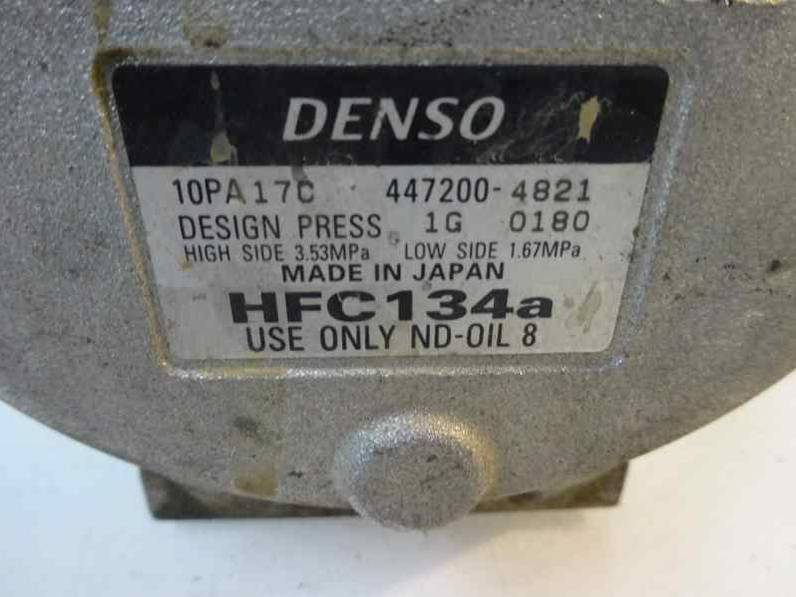 DENSO
10PA17C 447200-4821
DESIGN PRESS 1G 0180
HIGH SIDE 3.53MPa LOW SIDE 1.67MPa
MADE IN JAPAN
HFC134a
USE ONLY ND-OIL 8